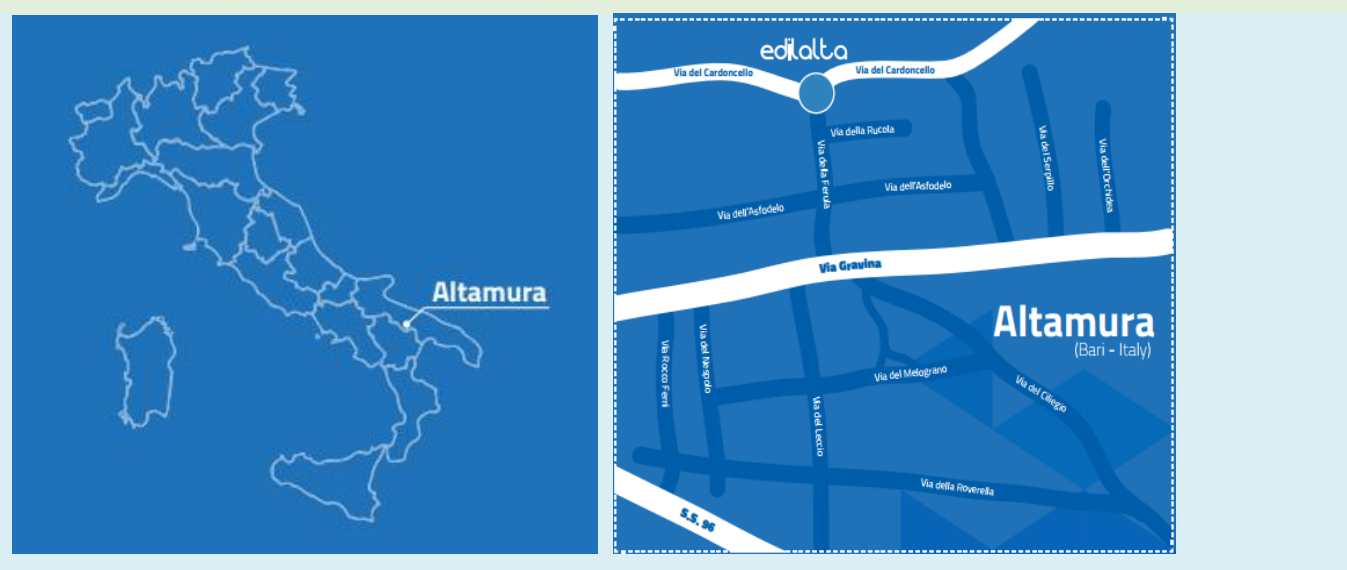 Altamura
edilalta
Via del Cardoncello
Via del Cardoncello
Via della Rucola
Via della Ferula
Via del Serpillo
Via dell'Orchidea
Via dell'Asfodelo
Via dell'Asfodelo
Via Gravina
Altamura
(Bari - Italy)
Via Rocco Ferri
Via del Nespolo
Via del Melograno
Via del Ciliegio
Via del Leccio
Via della Roverella
S.S. 96